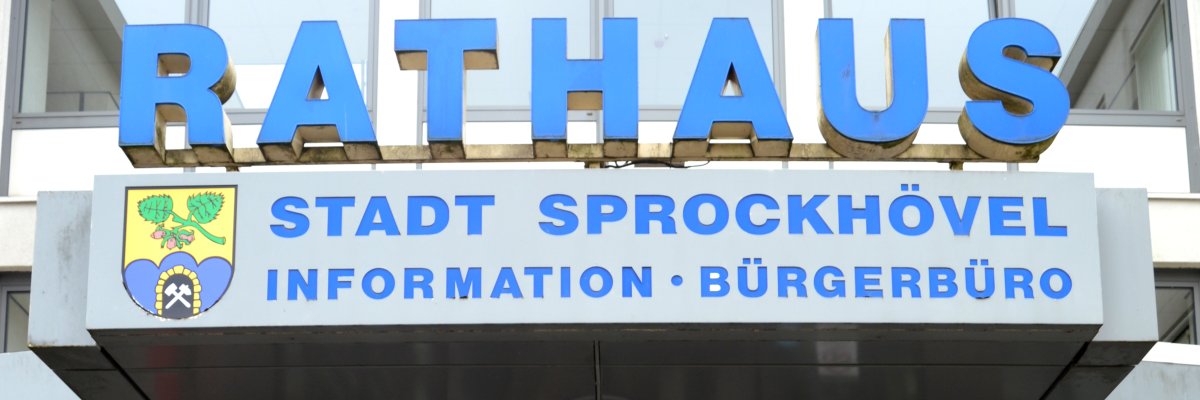 RATHAUS
STADT SPROCKHÖVEL
INFORMATION · BÜRGERBÜRO